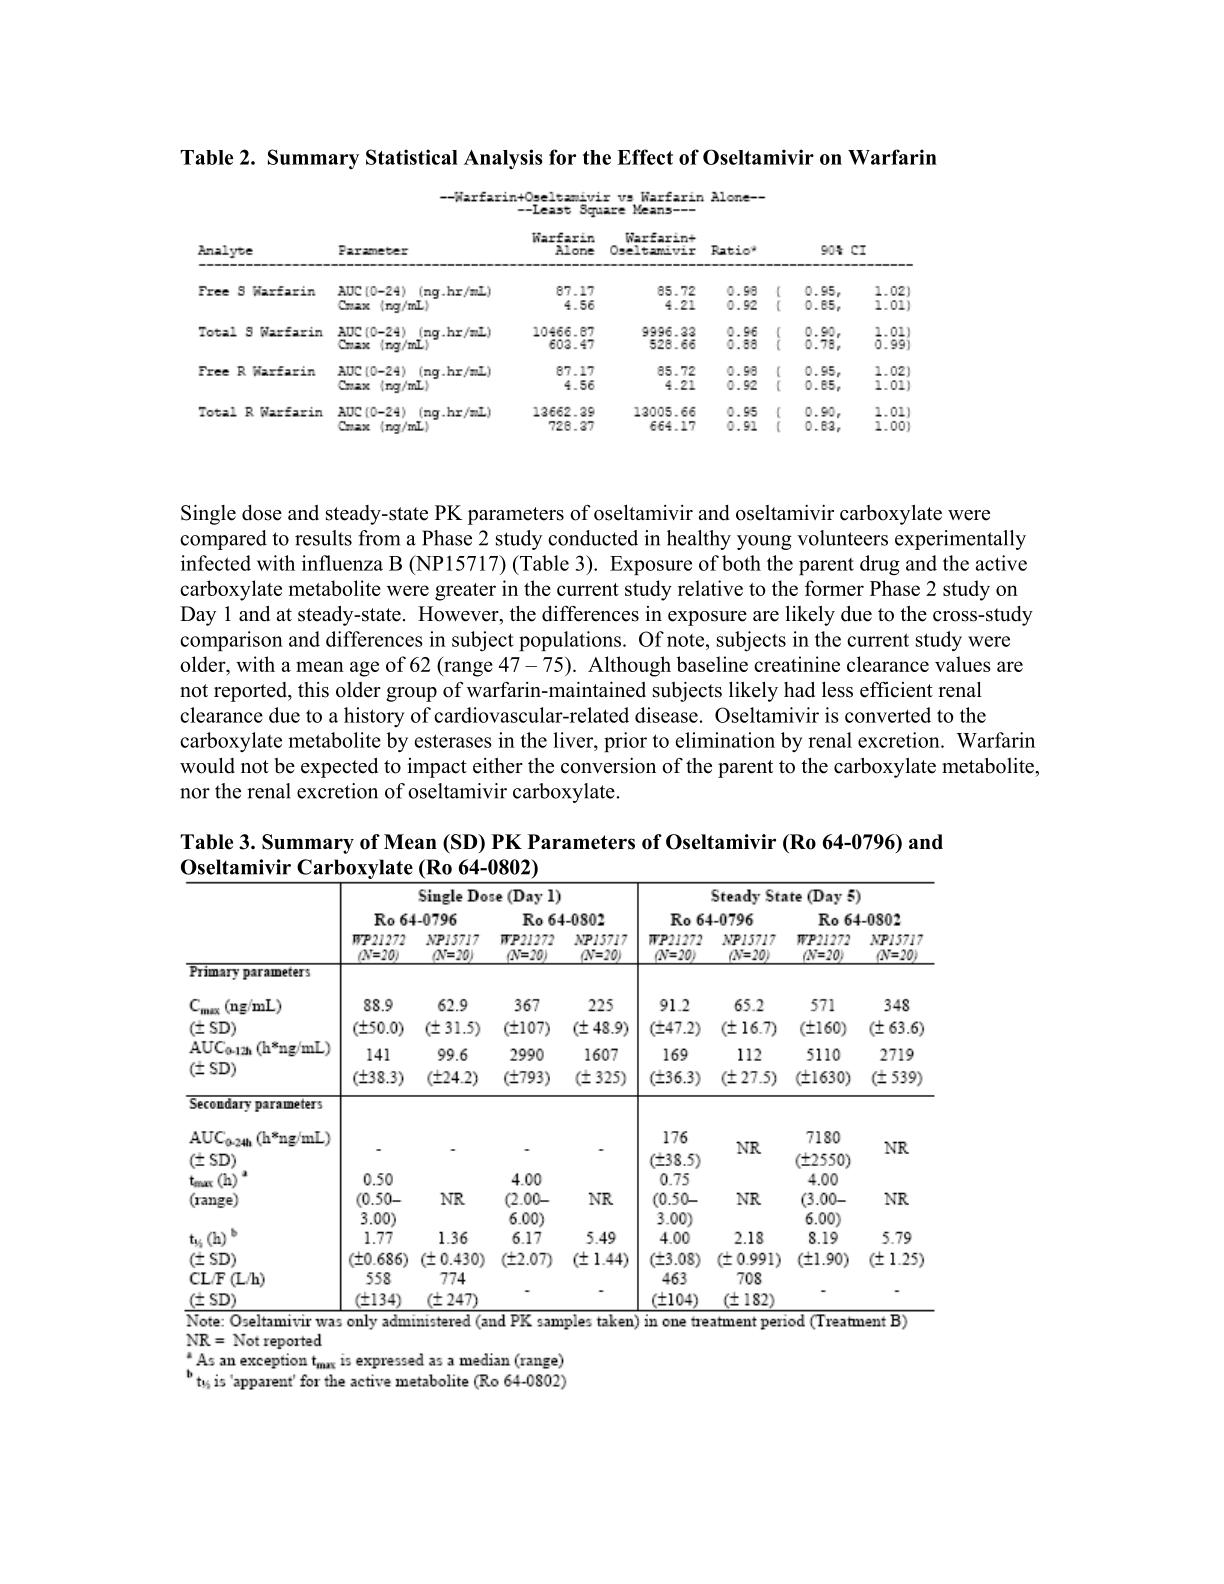 Table 2.  Summary Statistical Analysis for the Effect of Oseltamivir on Warfarin
--Warfarin+Oseltamivir vs Warfarin Alone--
--Least Square Means---
Warfarin Warfarin+
Analyte Parameter Alone Oseltamivir Ratio* 90% CI
Free S Warfarin AUC(0-24) (ng.hr/mL) 87.17 85.72 0.98 ( 0.95, 1.02)
Cmax (ng/mL) 4.56 4.21 0.92 ( 0.85, 1.01)
Total S Warfarin AUC(0-24) (ng.hr/mL) 10466.87 9996.33 0.96 ( 0.90, 1.01)
Cmax (ng/mL) 603.47 528.66 0.88 ( 0.78, 0.99)
Free R Warfarin AUC(0-24) (ng.hr/mL) 87.17 85.72 0.98 ( 0.95, 1.02)
Cmax (ng/mL) 4.56 4.21 0.92 ( 0.85, 1.01)
Total R Warfarin AUC(0-24) (ng.hr/mL) 13662.39 13005.66 0.95 ( 0.90, 1.01)
Cmax (ng/mL) 728.37 664.17 0.91 ( 0.83, 1.00)
Single dose and steady-state PK parameters of oseltamivir and oseltamivir carboxylate were
compared to results from a Phase 2 study conducted in healthy young volunteers experimentally
infected with influenza B (NP15717) (Table 3).  Exposure of both the parent drug and the active
carboxylate metabolite were greater in the current study relative to the former Phase 2 study on
Day 1 and at steady-state.  However, the differences in exposure are likely due to the cross-study
comparison and differences in subject populations.  Of note, subjects in the current study were
older, with a mean age of 62 (range 47 – 75).  Although baseline creatinine clearance values are
not reported, this older group of warfarin-maintained subjects likely had less efficient renal
clearance due to a history of cardiovascular-related disease.  Oseltamivir is converted to the
carboxylate metabolite by esterases in the liver, prior to elimination by renal excretion.  Warfarin
would not be expected to impact either the conversion of the parent to the carboxylate metabolite,
nor the renal excretion of oseltamivir carboxylate.
Table 3. Summary of Mean (SD) PK Parameters of Oseltamivir (Ro 64-0796) and
Oseltamivir Carboxylate (Ro 64-0802)
Single Dose (Day 1) Steady State (Day 5)
Ro 64-0796 Ro 64-0802 Ro 64-0796 Ro 64-0802
WP21272 NP15717 WP21272 NP15717 WP21272 NP15717 WP21272 NP15717
(N=20) (N=20) (N=20) (N=20) (N=20) (N=20) (N=20) (N=20)
Primary parameters
Cmax (ng/mL) 88.9 62.9 367 225 91.2 65.2 571 348
(± SD) (±50.0) (± 31.5) (±107) (± 48.9) (±47.2) (± 16.7) (±160) (± 63.6)
AUC0-12h (h*ng/mL) 141 99.6 2990 1607 169 112 5110 2719
(± SD) (±38.3) (±24.2) (±793) (± 325) (±36.3) (± 27.5) (±1630) (± 539)
Secondary parameters
AUC0-24h (h*ng/mL) - - - - 176 NR 7180 NR
(± SD) (±38.5) (±2550)
tmax (h) a 0.50 4.00 0.75 4.00
(range) (0.50– NR (2.00– NR (0.50– NR (3.00– NR
3.00) 6.00) 3.00) 6.00)
t½ (h) b 1.77 1.36 6.17 5.49 4.00 2.18 8.19 5.79
(± SD) (±0.686) (± 0.430) (±2.07) (± 1.44) (±3.08) (± 0.991) (±1.90) (± 1.25)
CL/F (L/h) 558 774 - - 463 708 - -
(± SD) (±134) (± 247) (±104) (± 182)
Note: Oseltamivir was only administered (and PK samples taken) in one treatment period (Treatment B)
NR = Not reported
a As an exception tmax is expressed as a median (range)
b t½ is 'apparent' for the active metabolite (Ro 64-0802)